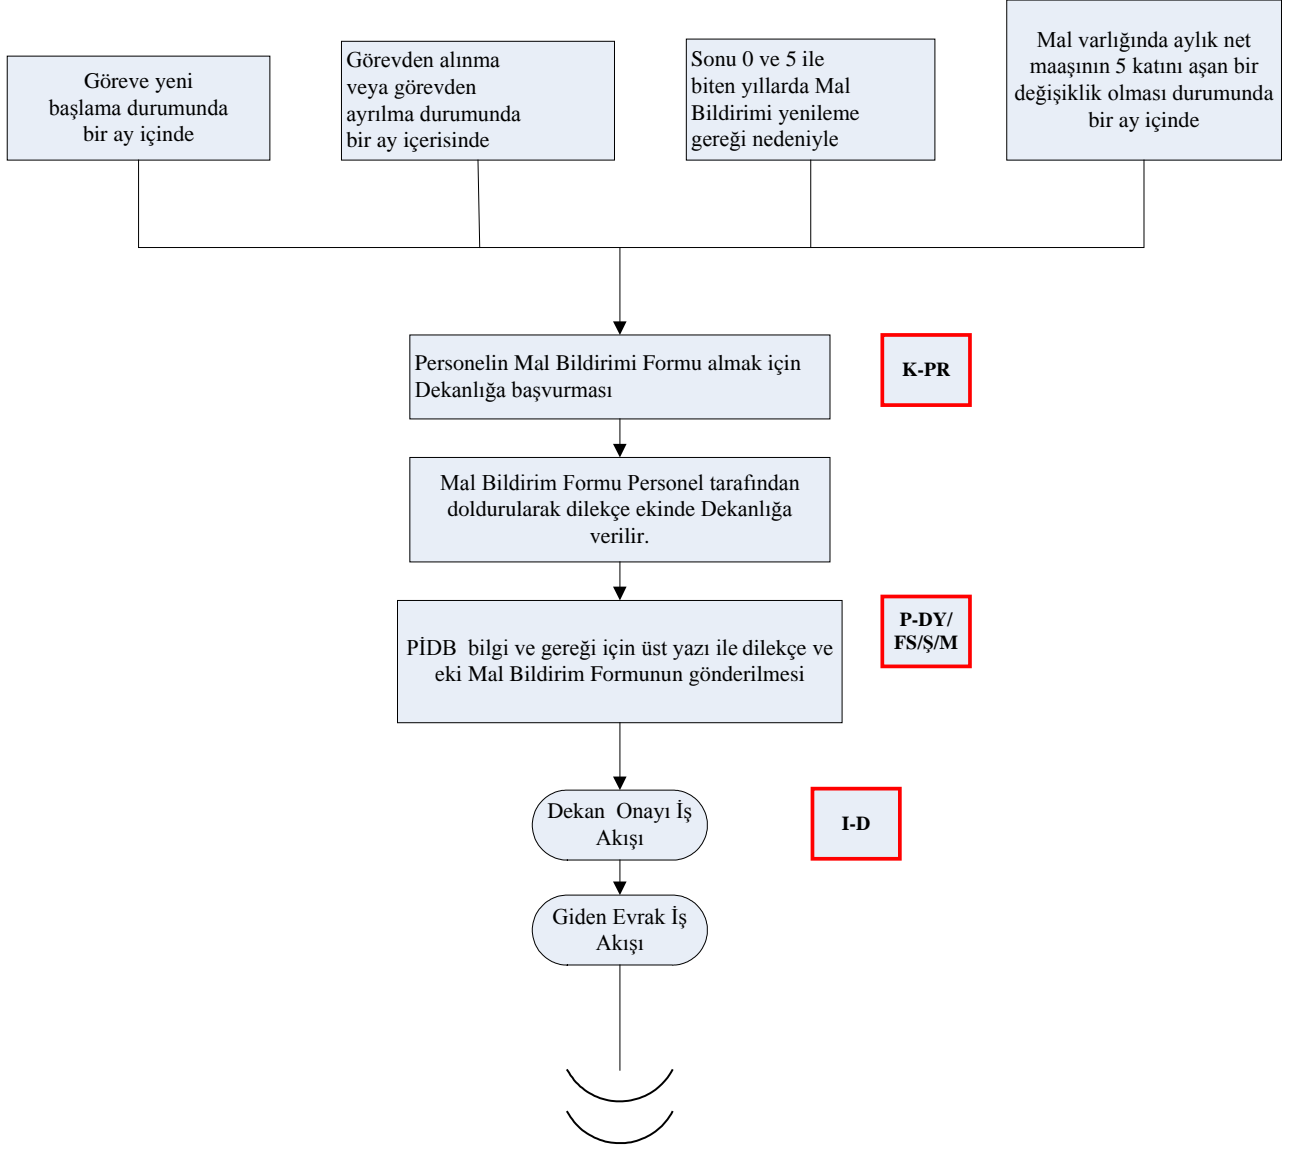 Göreve yeni
başlama durumunda
bir ay içinde
Görevden alınma
veya görevden
ayrılma durumunda
bir ay içerisinde
Sonu 0 ve 5 ile
biten yıllarda Mal
Bildirimi yenileme
gereği nedeniyle
Mal varlığında aylık net
maaşının 5 katını aşan bir
değişiklik olması durumunda
bir ay içinde
Personelin Mal Bildirimi Formu almak için
Dekanlığa başvurması
K-PR
Mal Bildirim Formu Personel tarafından
doldurularak dilekçe ekinde Dekanlığa
verilir.
PİDB bilgi ve gereği için üst yazı ile dilekçe ve
eki Mal Bildirim Formunun gönderilmesi
P-DY/
FS/Ş/M
Dekan Onayı İş
Akışı
I-D
Giden Evrak İş
Akışı